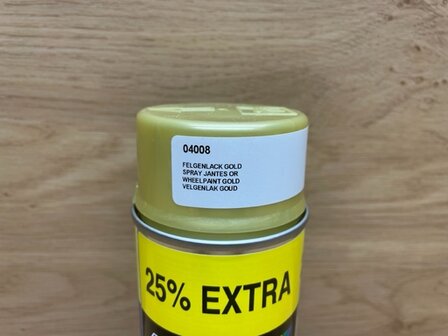 04008
FELGENLACK GOLD
SPRAY JANTES OR
WHEELPAINT GOLD
VELGENLAK GOUD
25% EXTRA